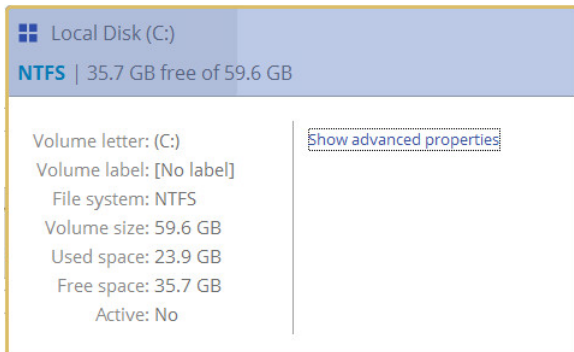 Local Disk (C:)
NTFS | 35.7 GB free of 59.6 GB
Volume letter: (C:)
Volume label: [No label]
File system: NTFS
Volume size: 59.6 GB
Used space: 23.9 GB
Free space: 35.7 GB
Active: No
Show advanced properties